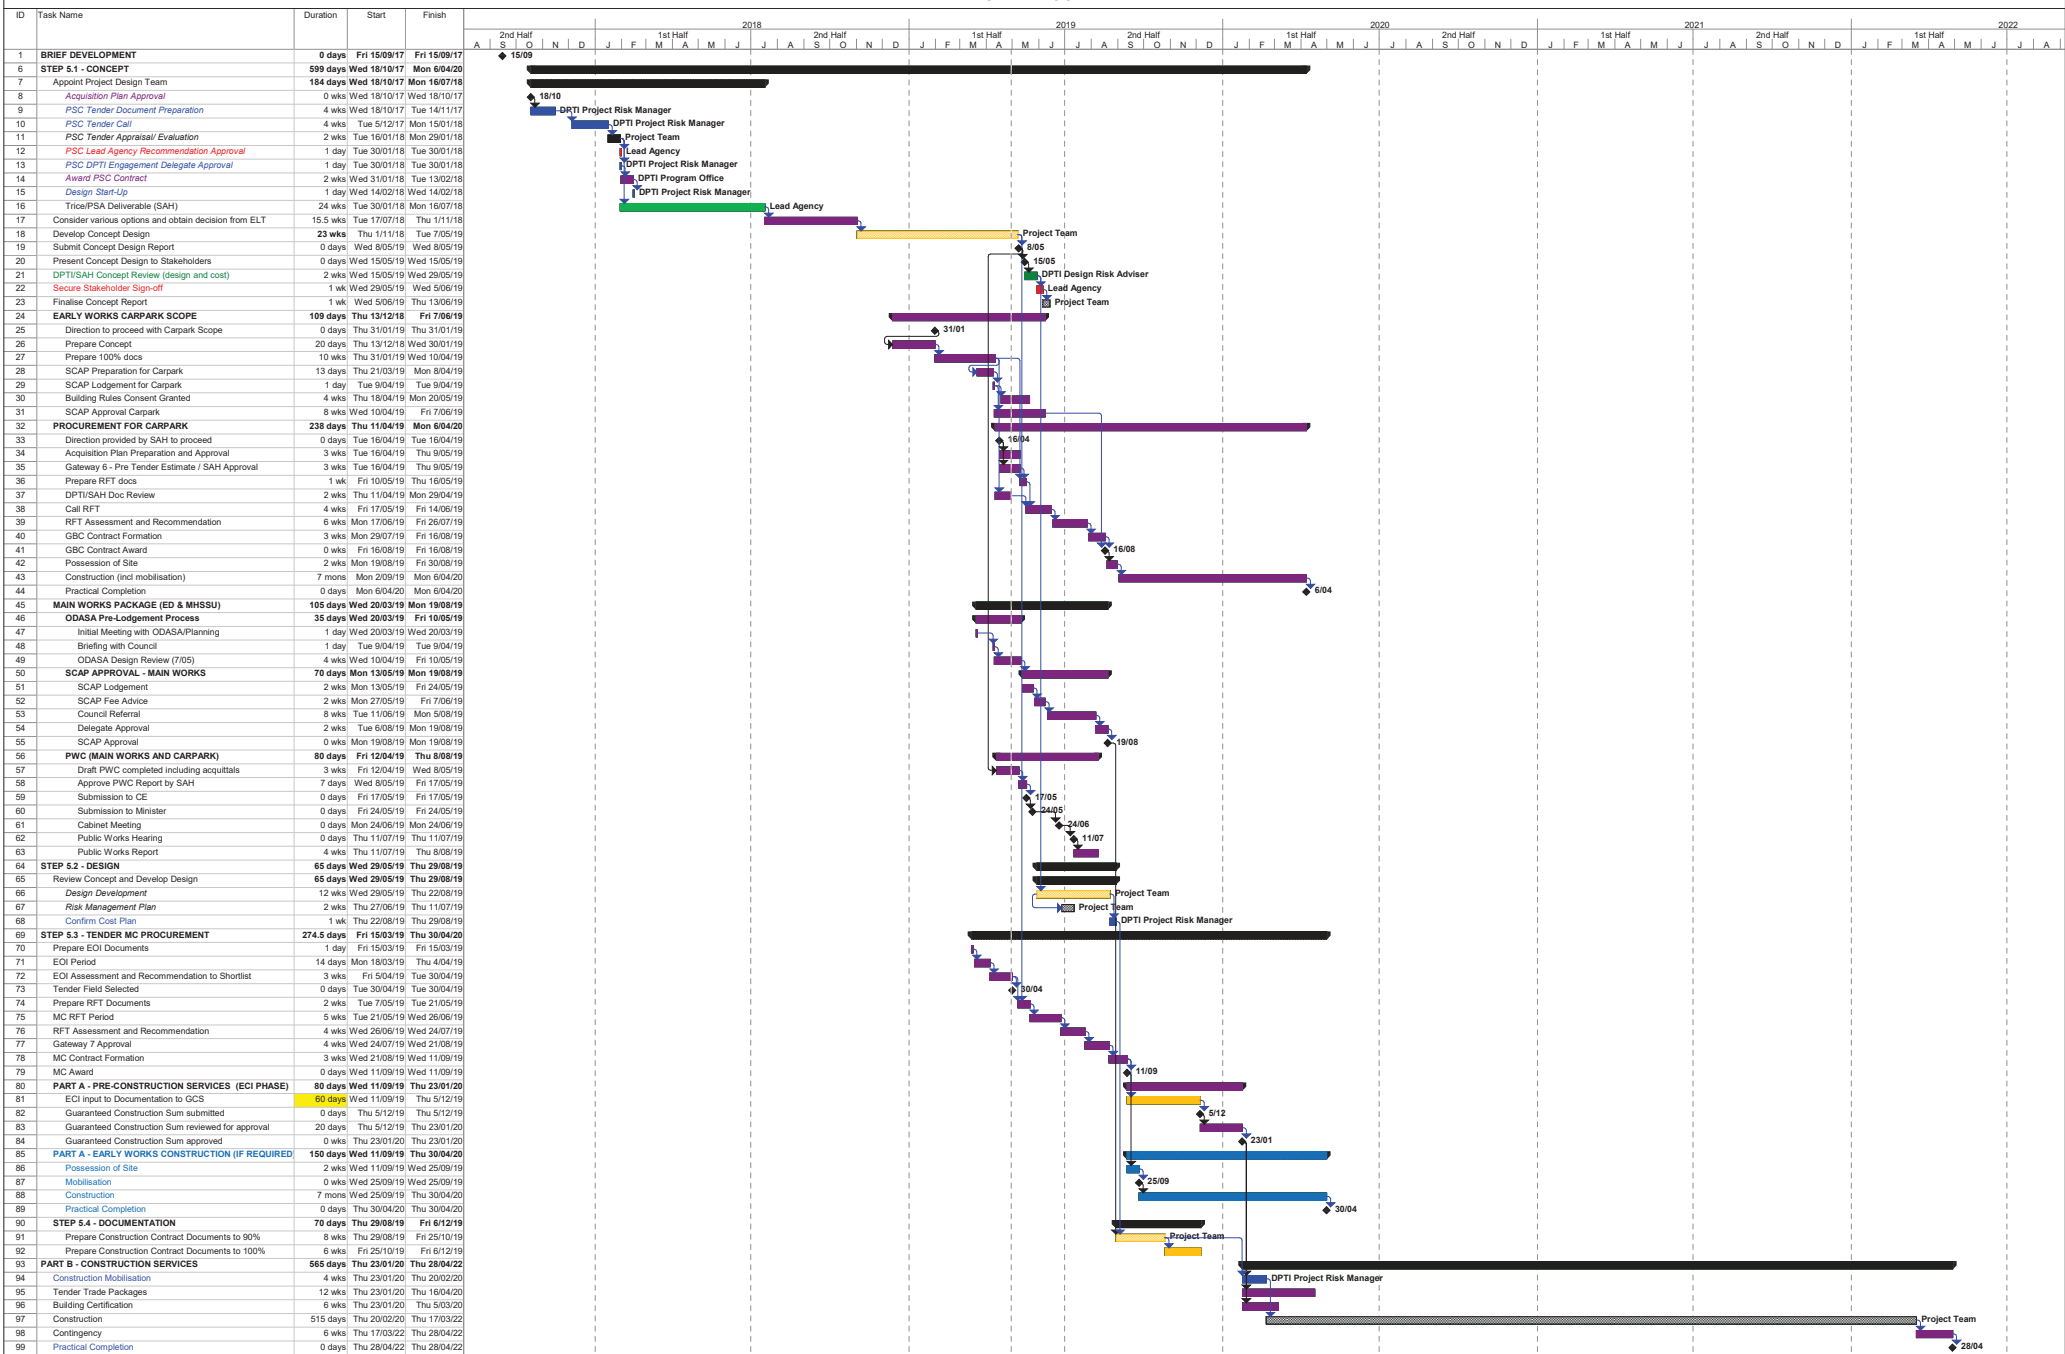 2018 2019 2020 2021 2022
ID Task Name Duration Start Finish 2nd Half 1st Half 2nd Half 1st Half 2nd Half 1st Half 2nd Half 1st Half 2nd Half 1st Half
A S O N D J F M A M J J A S O N D J F M A M J J A S O N D J F M A M J J A S O N D J F M A M J J A S O N D J F M A M J J A
1 BRIEF DEVELOPMENT 0 days Fri 15/09/17 Fri 15/09/17 15/09
6 STEP 5.1 - CONCEPT 599 days Wed 18/10/17 Mon 6/04/20
7 Appoint Project Design Team 184 days Wed 18/10/17 Mon 16/07/18
8 Acquisition Plan Approval 0 wks Wed 18/10/17 Wed 18/10/17 18/10
9 PSC Tender Document Preparation 4 wks Wed 18/10/17 Tue 14/11/17 DPTI Project Risk Manager
10 PSC Tender Call 4 wks Tue 5/12/17 Mon 15/01/18 DPTI Project Risk Manager
11 PSC Tender Appraisal/ Evaluation 2 wks Tue 16/01/18 Mon 29/01/18 Project Team
12 PSC Lead Agency Recommendation Approval 1 day Tue 30/01/18 Tue 30/01/18 Lead Agency
13 PSC DPTI Engagement Delegate Approval 1 day Tue 30/01/18 Tue 30/01/18 DPTI Project Risk Manager
14 Award PSC Contract 2 wks Wed 31/01/18 Tue 13/02/18 DPTI Program Office
15 Design Start-Up 1 day Wed 14/02/18 Wed 14/02/18 DPTI Project Risk Manager
16 Trice/PSA Deliverable (SAH) 24 wks Tue 30/01/18 Mon 16/07/18 Lead Agency
17 Consider various options and obtain decision from ELT 15.5 wks Tue 17/07/18 Thu 1/11/18
18 Develop Concept Design 23 wks Thu 1/11/18 Tue 7/05/19 Project Team
19 Submit Concept Design Report 0 days Wed 8/05/19 Wed 8/05/19 8/05
20 Present Concept Design to Stakeholders 0 days Wed 15/05/19 Wed 15/05/19 15/05
21 DPTI/SAH Concept Review (design and cost) 2 wks Wed 15/05/19 Wed 29/05/19 DPTI Design Risk Adviser
22 Secure Stakeholder Sign-off 1 wk Wed 29/05/19 Wed 5/06/19 Lead Agency
23 Finalise Concept Report 1 wk Wed 5/06/19 Thu 13/06/19 Project Team
24 EARLY WORKS CARPARK SCOPE 109 days Thu 13/12/18 Fri 7/06/19
25 Direction to proceed with Carpark Scope 0 days Thu 31/01/19 Thu 31/01/19 31/01
26 Prepare Concept 20 days Thu 13/12/18 Wed 30/01/19
27 Prepare 100% docs 10 wks Thu 31/01/19 Wed 10/04/19
28 SCAP Preparation for Carpark 13 days Thu 21/03/19 Mon 8/04/19
29 SCAP Lodgement for Carpark 1 day Tue 9/04/19 Tue 9/04/19
30 Building Rules Consent Granted 4 wks Thu 18/04/19 Mon 20/05/19
31 SCAP Approval Carpark 8 wks Wed 10/04/19 Fri 7/06/19
32 PROCUREMENT FOR CARPARK 238 days Thu 11/04/19 Mon 6/04/20
33 Direction provided by SAH to proceed 0 days Tue 16/04/19 Tue 16/04/19 16/04
34 Acquisition Plan Preparation and Approval 3 wks Tue 16/04/19 Thu 9/05/19
35 Gateway 6 - Pre Tender Estimate / SAH Approval 3 wks Tue 16/04/19 Thu 9/05/19
36 Prepare RFT docs 1 wk Fri 10/05/19 Thu 16/05/19
37 DPTI/SAH Doc Review 2 wks Thu 11/04/19 Mon 29/04/19
38 Call RFT 4 wks Fri 17/05/19 Fri 14/06/19
39 RFT Assessment and Recommendation 6 wks Mon 17/06/19 Fri 26/07/19
40 GBC Contract Formation 3 wks Mon 29/07/19 Fri 16/08/19
41 GBC Contract Award 0 wks Fri 16/08/19 Fri 16/08/19 16/08
42 Possession of Site 2 wks Mon 19/08/19 Fri 30/08/19
43 Construction (incl mobilisation) 7 mons Mon 2/09/19 Mon 6/04/20
44 Practical Completion 0 days Mon 6/04/20 Mon 6/04/20 6/04
45 MAIN WORKS PACKAGE (ED & MHSSU) 105 days Wed 20/03/19 Mon 19/08/19
46 ODASA Pre-Lodgement Process 35 days Wed 20/03/19 Fri 10/05/19
47 Initial Meeting with ODASA/Planning 1 day Wed 20/03/19 Wed 20/03/19
48 Briefing with Council 1 day Tue 9/04/19 Tue 9/04/19
49 ODASA Design Review (7/05) 4 wks Wed 10/04/19 Fri 10/05/19
50 SCAP APPROVAL - MAIN WORKS 70 days Mon 13/05/19 Mon 19/08/19
51 SCAP Lodgement 2 wks Mon 13/05/19 Fri 24/05/19
52 SCAP Fee Advice 2 wks Mon 27/05/19 Fri 7/06/19
53 Council Referral 8 wks Tue 11/06/19 Mon 5/08/19
54 Delegate Approval 2 wks Tue 6/08/19 Mon 19/08/19
55 SCAP Approval 0 wks Mon 19/08/19 Mon 19/08/19 19/08
56 PWC (MAIN WORKS AND CARPARK) 80 days Fri 12/04/19 Thu 8/08/19
57 Draft PWC completed including acquittals 3 wks Fri 12/04/19 Wed 8/05/19
58 Approve PWC Report by SAH 7 days Wed 8/05/19 Fri 17/05/19
59 Submission to CE 0 days Fri 17/05/19 Fri 17/05/19 17/05
60 Submission to Minister 0 days Fri 24/05/19 Fri 24/05/19 24/05
61 Cabinet Meeting 0 days Mon 24/06/19 Mon 24/06/19 24/06
62 Public Works Hearing 0 days Thu 11/07/19 Thu 11/07/19 11/07
63 Public Works Report 4 wks Thu 11/07/19 Thu 8/08/19
64 STEP 5.2 - DESIGN 65 days Wed 29/05/19 Thu 29/08/19
65 Review Concept and Develop Design 65 days Wed 29/05/19 Thu 29/08/19
66 Design Development 12 wks Wed 29/05/19 Thu 22/08/19 Project Team
67 Risk Management Plan 2 wks Thu 27/06/19 Thu 11/07/19 Project Team
68 Confirm Cost Plan 1 wk Thu 22/08/19 Thu 29/08/19 DPTI Project Risk Manager
69 STEP 5.3 - TENDER MC PROCUREMENT 274.5 days Fri 15/03/19 Thu 30/04/20
70 Prepare EOI Documents 1 day Fri 15/03/19 Fri 15/03/19
71 EOI Period 14 days Mon 18/03/19 Thu 4/04/19
72 EOI Assessment and Recommendation to Shortlist 3 wks Fri 5/04/19 Tue 30/04/19
73 Tender Field Selected 0 days Tue 30/04/19 Tue 30/04/19 30/04
74 Prepare RFT Documents 2 wks Tue 7/05/19 Tue 21/05/19
75 MC RFT Period 5 wks Tue 21/05/19 Wed 26/06/19
76 RFT Assessment and Recommendation 4 wks Wed 26/06/19 Wed 24/07/19
77 Gateway 7 Approval 4 wks Wed 24/07/19 Wed 21/08/19
78 MC Contract Formation 3 wks Wed 21/08/19 Wed 11/09/19
79 MC Award 0 days Wed 11/09/19 Wed 11/09/19 11/09
80 PART A - PRE-CONSTRUCTION SERVICES (ECI PHASE) 80 days Wed 11/09/19 Thu 23/01/20
81 ECI input to Documentation to GCS 60 days Wed 11/09/19 Thu 5/12/19
82 Guaranteed Construction Sum submitted 0 days Thu 5/12/19 Thu 5/12/19 5/12
83 Guaranteed Construction Sum reviewed for approval 20 days Thu 5/12/19 Thu 23/01/20
84 Guaranteed Construction Sum approved 0 wks Thu 23/01/20 Thu 23/01/20 23/01
85 PART A - EARLY WORKS CONSTRUCTION (IF REQUIRED) 150 days Wed 11/09/19 Thu 30/04/20
86 Possession of Site 2 wks Wed 11/09/19 Wed 25/09/19
87 Mobilisation 0 wks Wed 25/09/19 Wed 25/09/19 25/09
88 Construction 7 mons Wed 25/09/19 Thu 30/04/20
89 Practical Completion 0 days Thu 30/04/20 Thu 30/04/20 30/04
90 STEP 5.4 - DOCUMENTATION 70 days Thu 29/08/19 Fri 6/12/19
91 Prepare Construction Contract Documents to 90% 8 wks Thu 29/08/19 Fri 25/10/19 Project Team
92 Prepare Construction Contract Documents to 100% 6 wks Fri 25/10/19 Fri 6/12/19
93 PART B - CONSTRUCTION SERVICES 565 days Thu 23/01/20 Thu 28/04/22
94 Construction Mobilisation 4 wks Thu 23/01/20 Thu 20/02/20 DPTI Project Risk Manager
95 Tender Trade Packages 12 wks Thu 23/01/20 Thu 16/04/20
96 Building Certification 6 wks Thu 23/01/20 Thu 5/03/20
97 Construction 515 days Thu 20/02/20 Thu 17/03/22 Project Team
98 Contingency 6 wks Thu 17/03/22 Thu 28/04/22
99 Practical Completion 0 days Thu 28/04/22 Thu 28/04/22 28/04